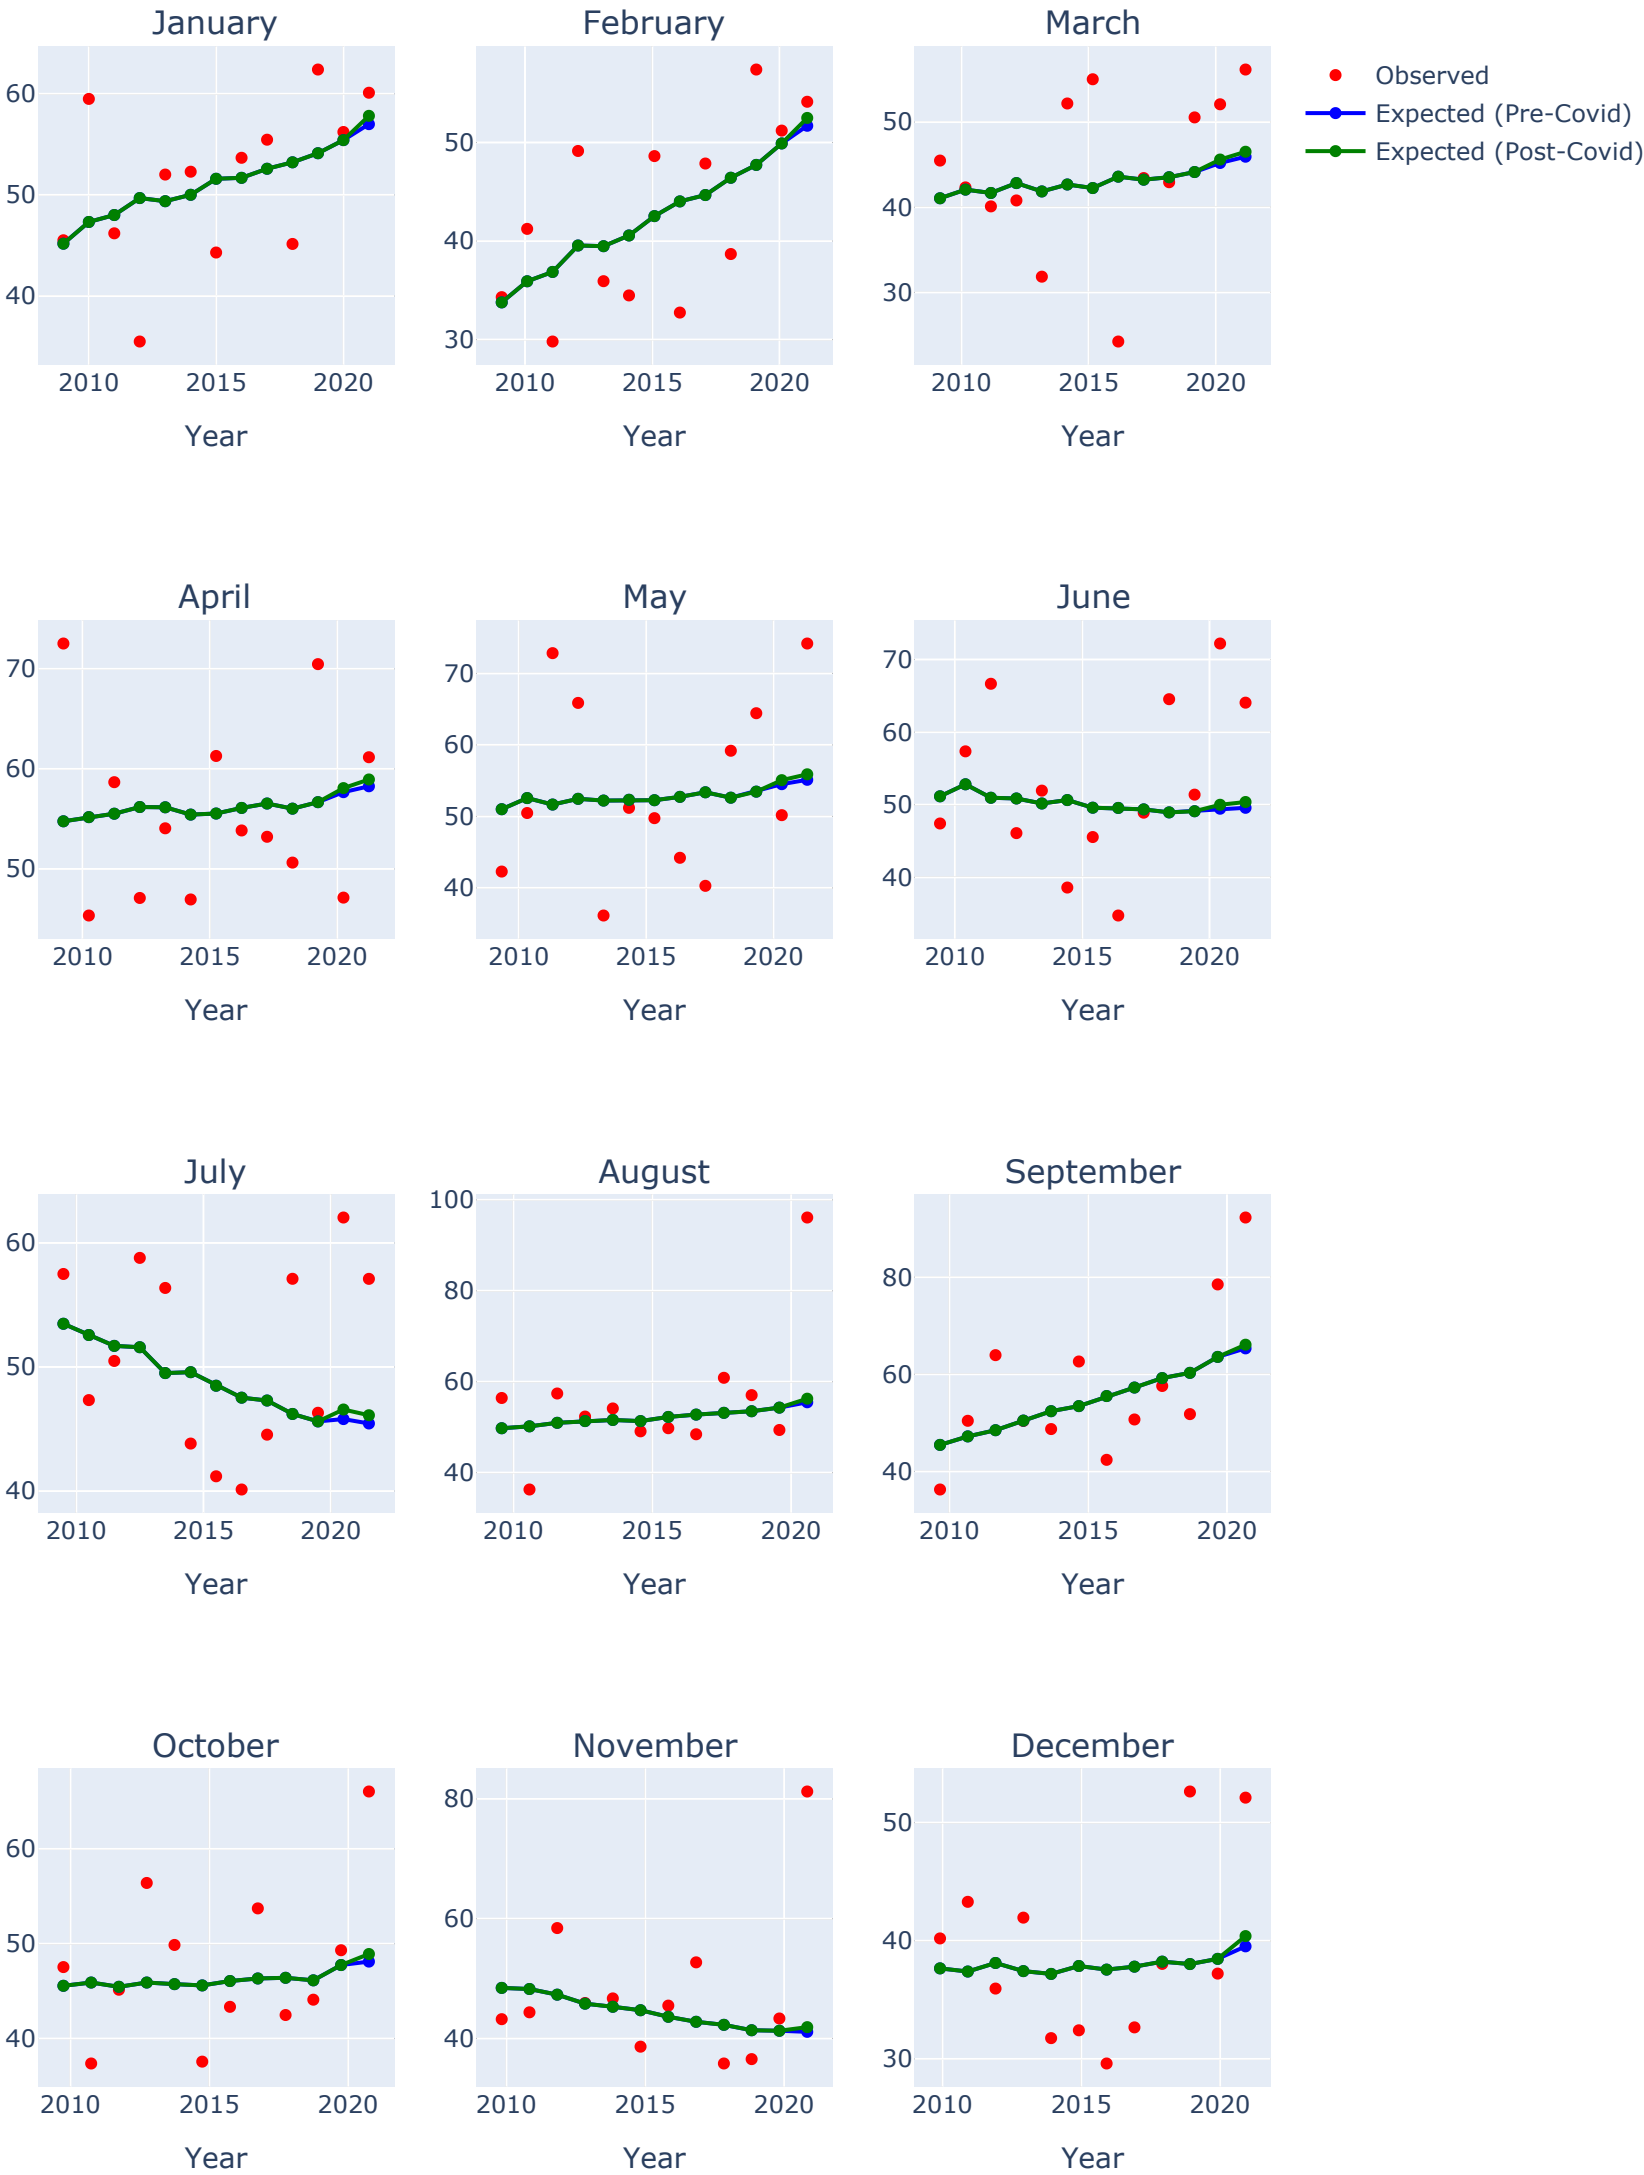 January
February
March
60
50
40
2010
2015
2020
Year
50
40
30
2010
2015
2020
Year
50
40
30
2010
2015
2020
Year
Observed
Expected (Pre-Covid)
Expected (Post-Covid)
April
May
June
70
60
50
2010
2015
2020
Year
70
60
50
40
2010
2015
2020
Year
70
60
50
40
2010
2015
2020
Year
July
August
September
60
50
40
2010
2015
2020
Year
100
80
60
40
2010
2015
2020
Year
80
60
40
2010
2015
2020
Year
October
November
December
60
50
40
2010
2015
2020
Year
80
60
40
2010
2015
2020
Year
50
40
30
2010
2015
2020
Year